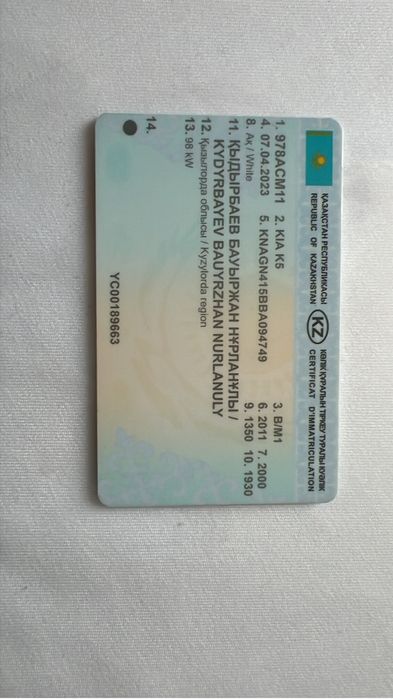 ҚАЗАҚСТАН РЕСПУБЛИКАСЫ КӨЛІК ҚҰРАЛЫН ТІРКЕУ ТУРАЛЫ КУӘЛІК
REPUBLIC OF KAZAKHSTAN KZ CERTIFICAT D'IMMATRICULATION
1. 978ACM11 2. KIA K5 3. B/M1
4. 07.04.2023 5. KNAGN415BBA094749 6. 2011 7. 2000
8. Ақ / White 9. 1350 10. 1930
11. ҚЫДЫРБАЕВ БАУЫРЖАН НҰРЛАНҰЛЫ /
KYDYRBAYEV BAUYRZHAN NURLANULY
12. Қызылорда облысы / Kyzylorda region
13. 98 kW
14.
YC00189663